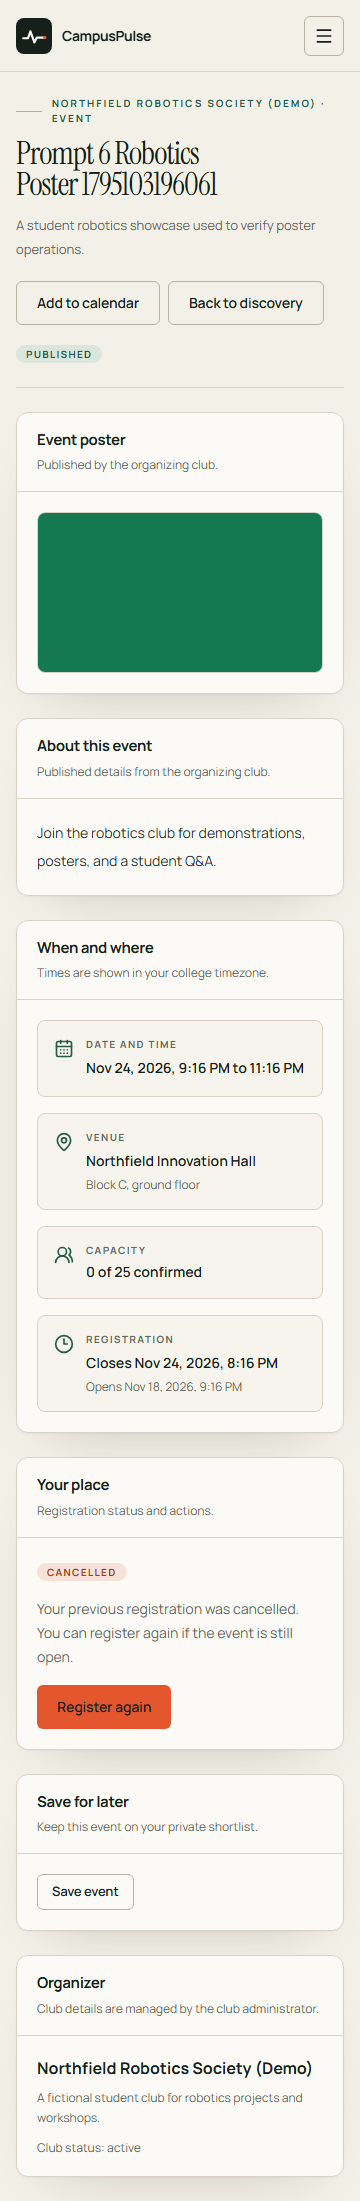 CampusPulse
NORTHFIELD ROBOTICS SOCIETY (DEMO) ·
EVENT
Prompt 6 Robotics
Poster 1795103196061
A student robotics showcase used to verify poster
operations.
Add to calendar
Back to discovery
PUBLISHED
Event poster
Published by the organizing club.
About this event
Published details from the organizing club.
Join the robotics club for demonstrations,
posters, and a student Q&A.
When and where
Times are shown in your college timezone.
DATE AND TIME
Nov 24, 2026, 9:16 PM to 11:16 PM
VENUE
Northfield Innovation Hall
Block C, ground floor
CAPACITY
0 of 25 confirmed
REGISTRATION
Closes Nov 24, 2026, 8:16 PM
Opens Nov 18, 2026, 9:16 PM
Your place
Registration status and actions.
CANCELLED
Your previous registration was cancelled.
You can register again if the event is still
open.
Register again
Save for later
Keep this event on your private shortlist.
Save event
Organizer
Club details are managed by the club administrator.
Northfield Robotics Society (Demo)
A fictional student club for robotics projects and
workshops.
Club status: active